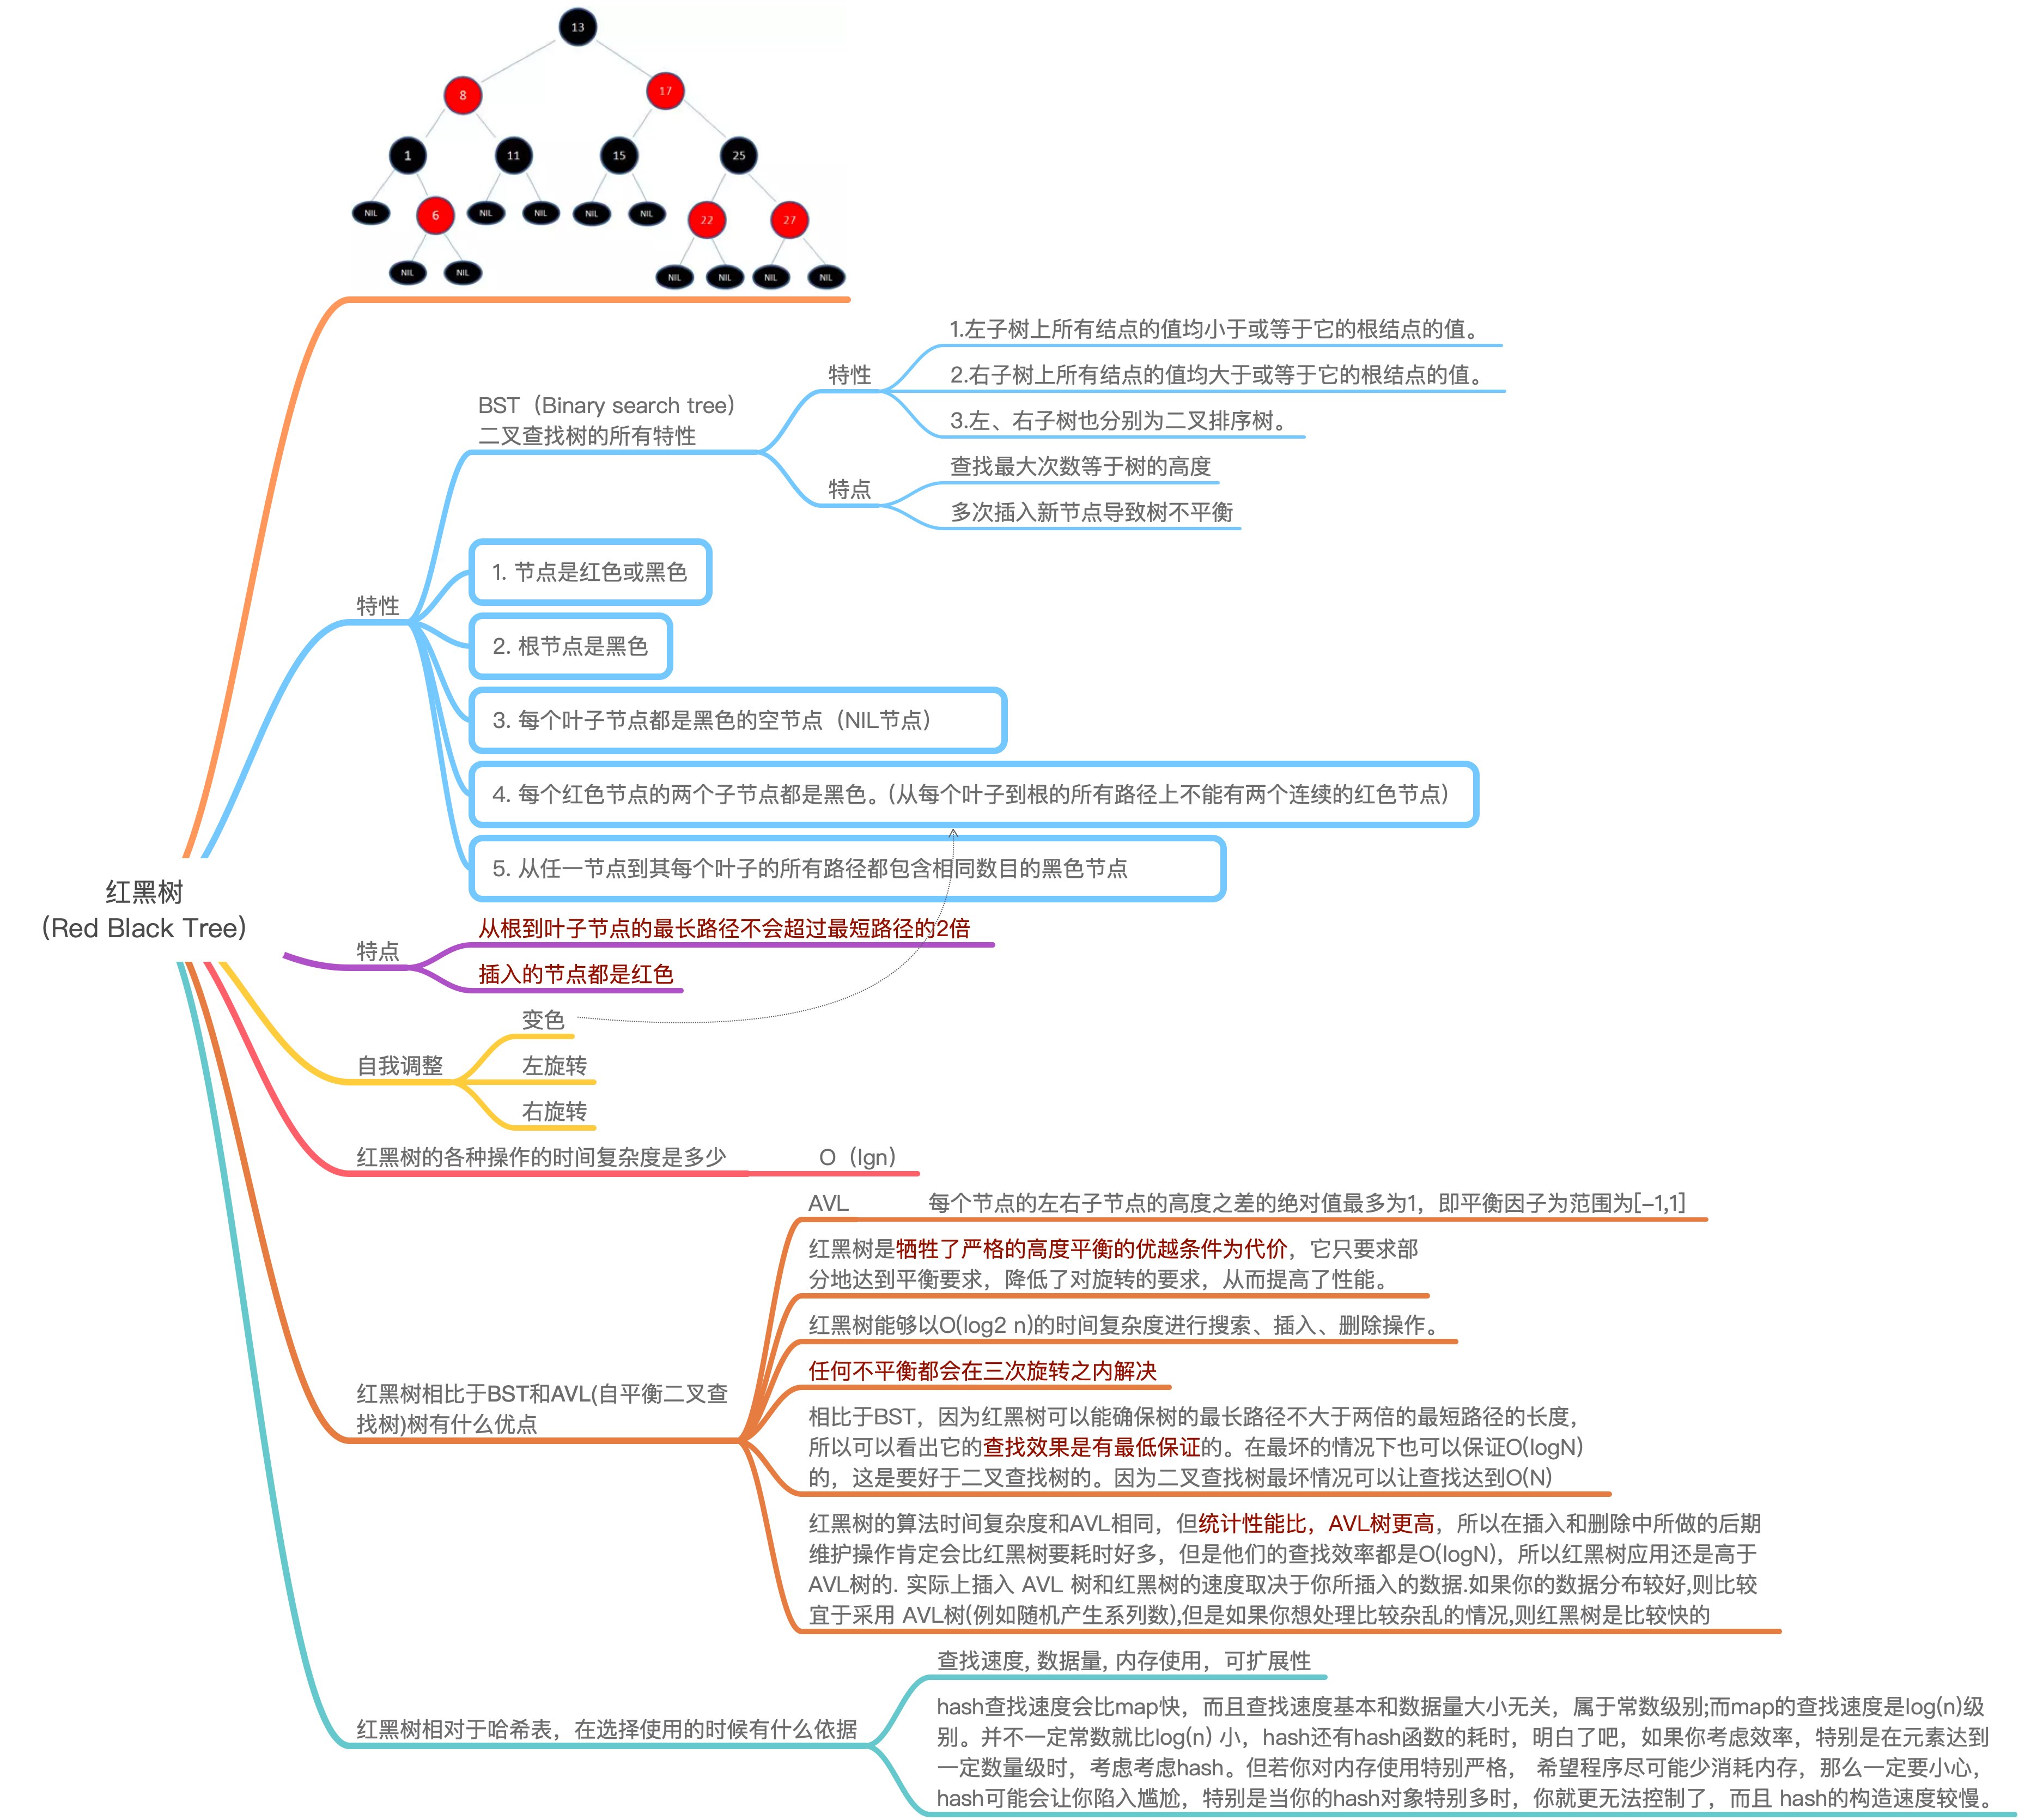 13
8
17
1
11
15
25
NIL
6
NIL
NIL
NIL
NIL
22
27
NIL
NIL
NIL
NIL
NIL
NIL
1.左子树上所有结点的值均小于或等于它的根结点的值。
特性
2.右子树上所有结点的值均大于或等于它的根结点的值。
BST（Binary search tree）
二叉查找树的所有特性
3.左、右子树也分别为二叉排序树。
查找最大次数等于树的高度
特点
多次插入新节点导致树不平衡
1. 节点是红色或黑色
特性
2. 根节点是黑色
3. 每个叶子节点都是黑色的空节点（NIL节点）
4. 每个红色节点的两个子节点都是黑色。(从每个叶子到根的所有路径上不能有两个连续的红色节点)
5. 从任一节点到其每个叶子的所有路径都包含相同数目的黑色节点
红黑树
（Red Black Tree）
从根到叶子节点的最长路径不会超过最短路径的2倍
特点
插入的节点都是红色
变色
自我调整
左旋转
右旋转
红黑树的各种操作的时间复杂度是多少
O（lgn）
AVL
每个节点的左右子节点的高度之差的绝对值最多为1，即平衡因子为范围为[-1,1]
红黑树是牺牲了严格的高度平衡的优越条件为代价，它只要求部
分地达到平衡要求，降低了对旋转的要求，从而提高了性能。
红黑树能够以O(log2 n)的时间复杂度进行搜索、插入、删除操作。
任何不平衡都会在三次旋转之内解决
红黑树相比于BST和AVL(自平衡二叉查
找树)树有什么优点
相比于BST，因为红黑树可以能确保树的最长路径不大于两倍的最短路径的长度，
所以可以看出它的查找效果是有最低保证的。在最坏的情况下也可以保证O(logN)
的，这是要好于二叉查找树的。因为二叉查找树最坏情况可以让查找达到O(N)
红黑树的算法时间复杂度和AVL相同，但统计性能比，AVL树更高，所以在插入和删除中所做的后期
维护操作肯定会比红黑树要耗时好多，但是他们的查找效率都是O(logN)，所以红黑树应用还是高于
AVL树的. 实际上插入 AVL 树和红黑树的速度取决于你所插入的数据.如果你的数据分布较好,则比较
宜于采用 AVL树(例如随机产生系列数),但是如果你想处理比较杂乱的情况,则红黑树是比较快的
查找速度, 数据量, 内存使用，可扩展性
红黑树相对于哈希表，在选择使用的时候有什么依据
hash查找速度会比map快，而且查找速度基本和数据量大小无关，属于常数级别;而map的查找速度是log(n)级
别。并不一定常数就比log(n) 小，hash还有hash函数的耗时，明白了吧，如果你考虑效率，特别是在元素达到
一定数量级时，考虑考虑hash。但若你对内存使用特别严格， 希望程序尽可能少消耗内存，那么一定要小心，
hash可能会让你陷入尴尬，特别是当你的hash对象特别多时，你就更无法控制了，而且 hash的构造速度较慢。